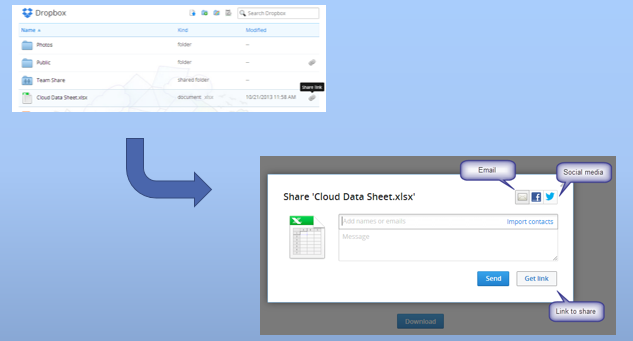 Dropbox
Search Dropbox
Name Kind Modified
Photos folder --
Public folder --
Team Share shared folder --
Share link
Cloud Data Sheet.xlsx document xlsx 10/21/2013 11:58 AM
Email
Social media
Share 'Cloud Data Sheet.xlsx'
Add names or emails Import contacts
Message
Send Get link
Link to share
Download